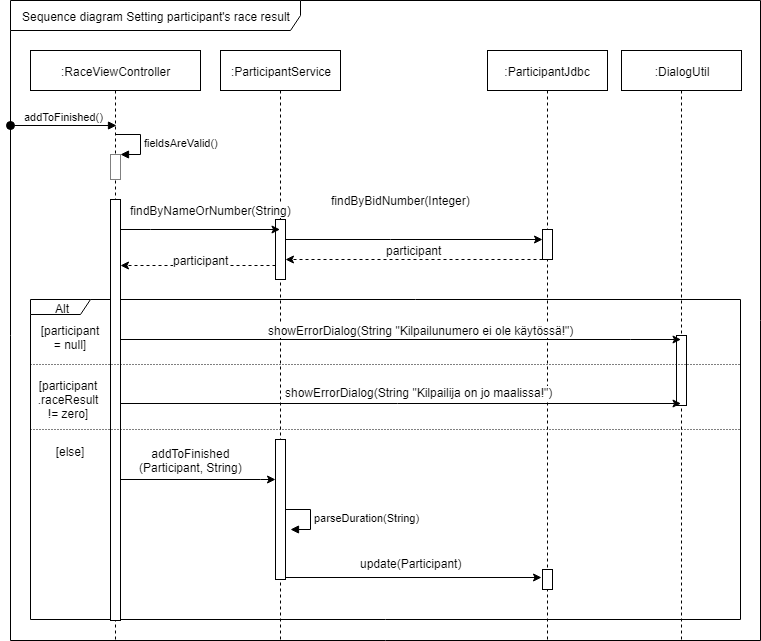 Sequence diagram Setting participant's race result
:RaceViewController
:ParticipantService
:ParticipantJdbc
:DialogUtil
addToFinished()
fieldsAreValid()
findByNameOrNumber(String)
findByBidNumber(Integer)
participant
participant
Alt
[participant
= null]
showErrorDialog(String "Kilpailunumero ei ole käytössä!")
[participant
.raceResult
!= zero]
showErrorDialog(String "Kilpailija on jo maalissa!")
[else]
addToFinished
(Participant, String)
parseDuration(String)
update(Participant)